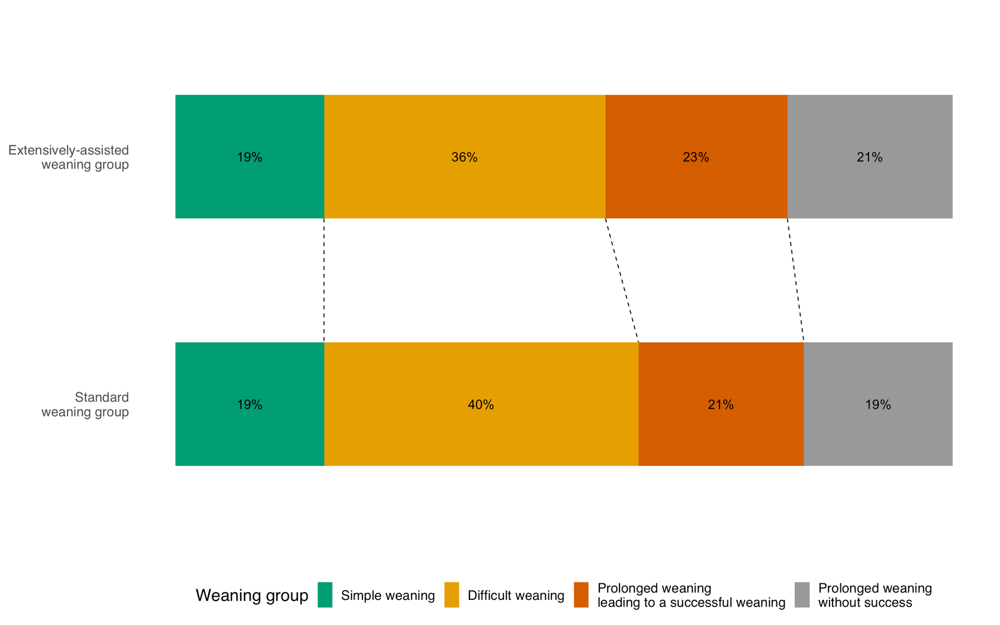 Extensively-assisted
weaning group
19%
36%
23%
21%
Standard
weaning group
19%
40%
21%
19%
Weaning group
Simple weaning
Difficult weaning
Prolonged weaning
leading to a successful weaning
Prolonged weaning
without success